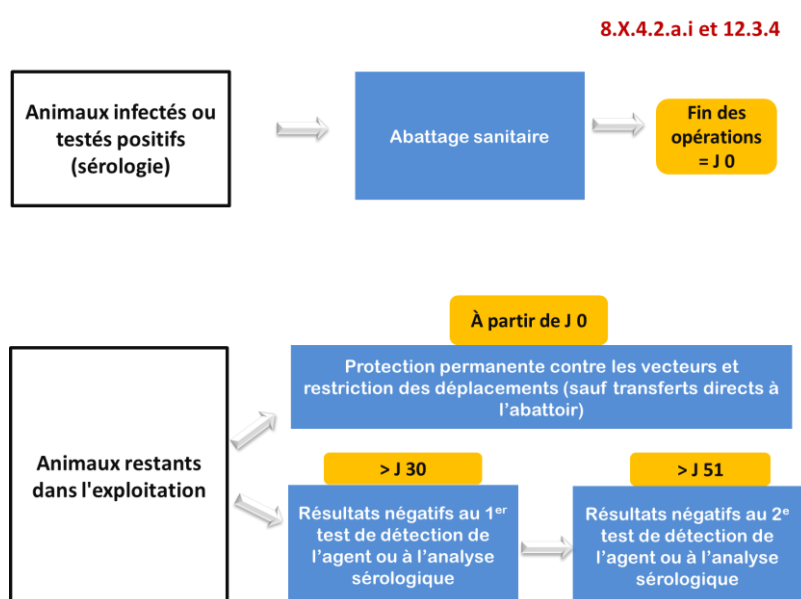 8.X.4.2.a.i et 12.3.4
Animaux infectés ou
testés positifs
(sérologie)
Abattage sanitaire
Fin des
opérations
= J 0
À partir de J 0
Protection permanente contre les vecteurs et
restriction des déplacements (sauf transferts directs à
l’abattoir)
Animaux restants
dans l'exploitation
> J 30
Résultats négatifs au 1er
test de détection de
l’agent ou à l’analyse
sérologique
> J 51
Résultats négatifs au 2e
test de détection de
l’agent ou à l’analyse
sérologique